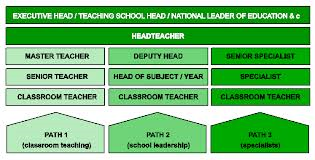 EXECUTIVE HEAD / TEACHING SCHOOL HEAD / NATIONAL LEADER OF EDUCATION & c
HEADTEACHER
MASTER TEACHER
DEPUTY HEAD
SENIOR SPECIALIST
SENIOR TEACHER
HEAD OF SUBJECT / YEAR
SPECIALIST
CLASSROOM TEACHER
CLASSROOM TEACHER
CLASSROOM TEACHER
PATH 1
(classroom teaching)
PATH 2
(school leadership)
PATH 3
(specialists)